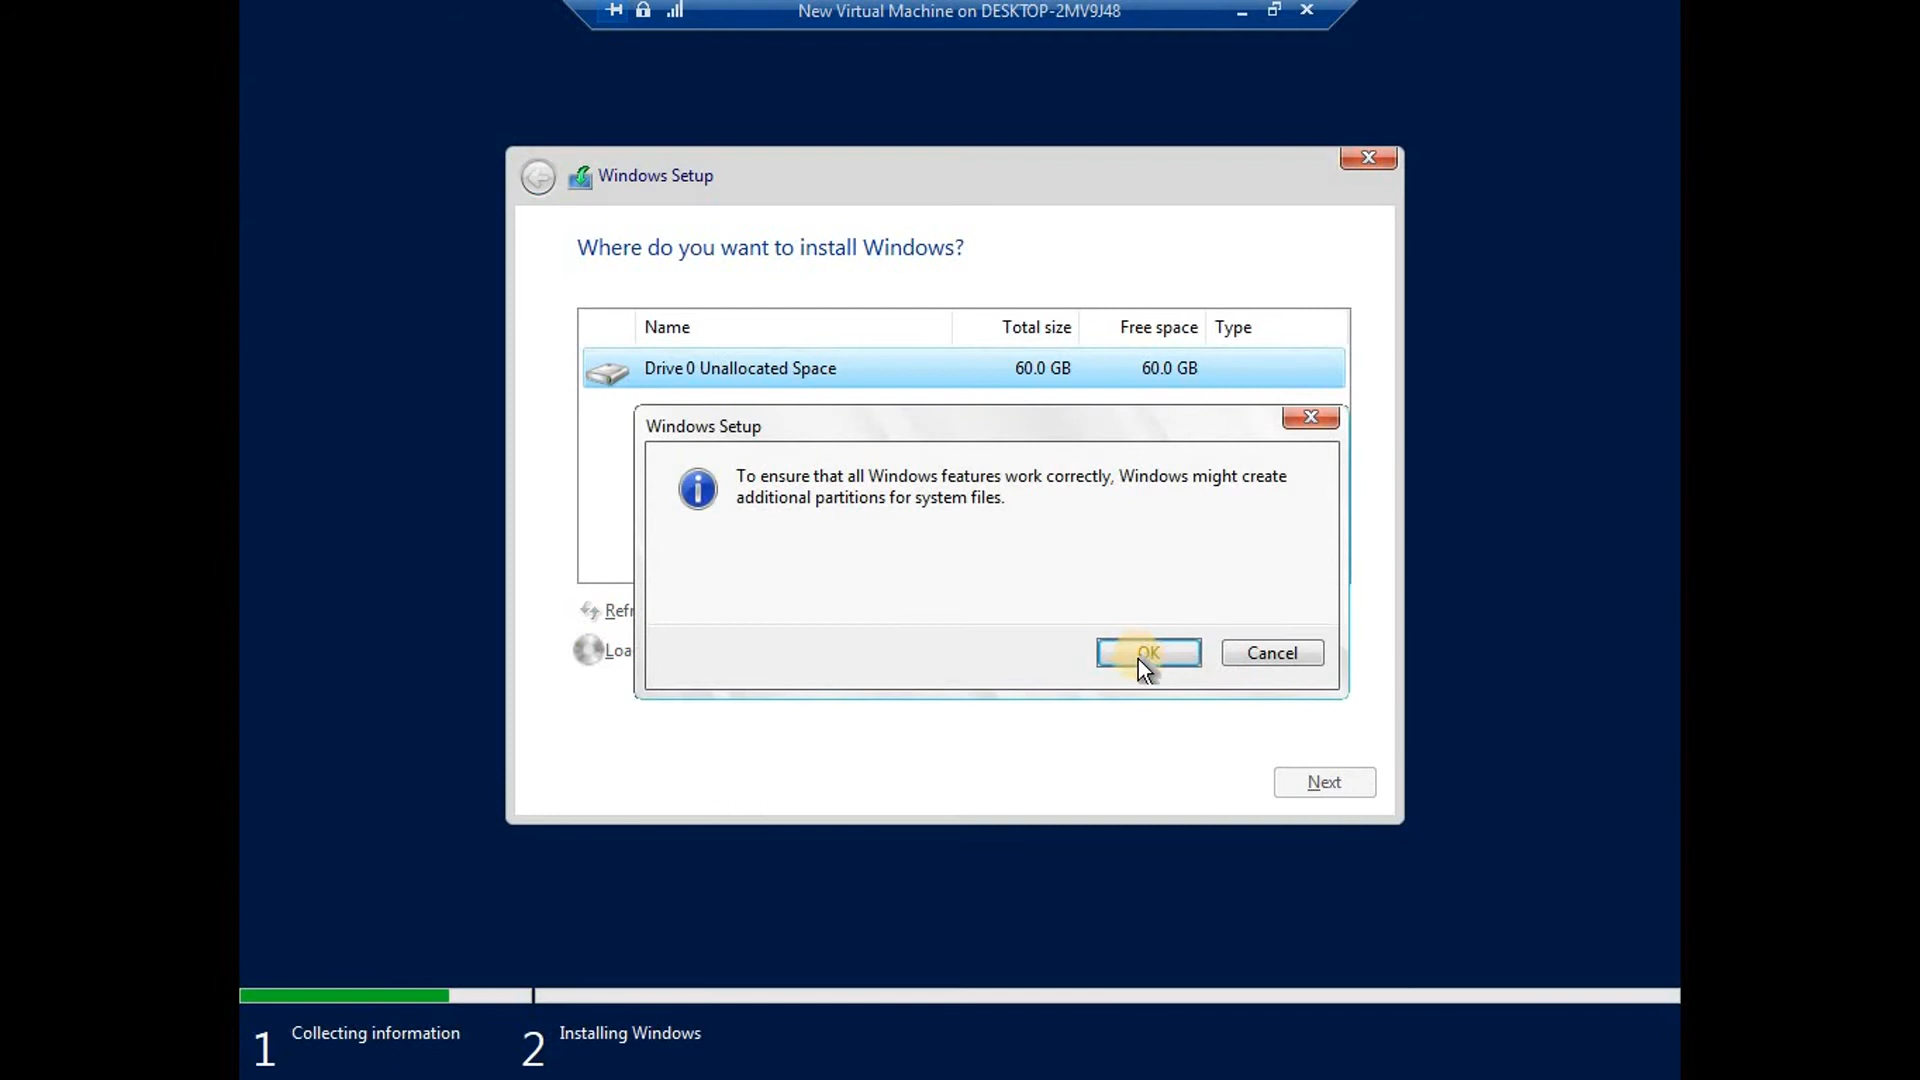 New Virtual Machine on DESKTOP-2MV9J48
Windows Setup
Where do you want to install Windows?
Name Total size Free space Type
Drive 0 Unallocated Space 60.0 GB 60.0 GB
Windows Setup
To ensure that all Windows features work correctly, Windows might create
additional partitions for system files.
Refr
Loa
OK Cancel
Next
1 Collecting information 2 Installing Windows